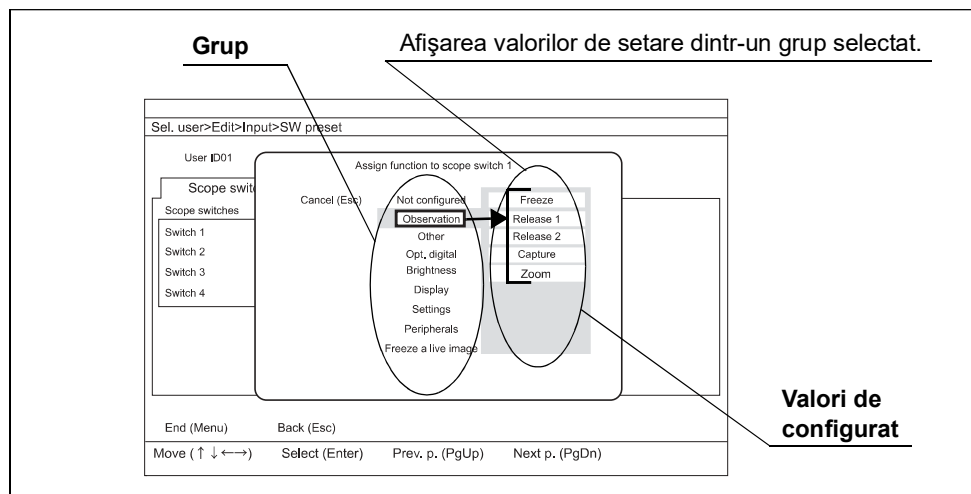 Grup
Afişarea valorilor de setare dintr-un grup selectat.
Sel. user>Edit>Input>SW preset
User ID01
Assign function to scope switch 1
Scope swit
Cancel (Esc)
Not configured
Freeze
Scope switches
Observation
Release 1
Switch 1
Other
Release 2
Switch 2
Opt. digital
Capture
Switch 3
Brightness
Zoom
Switch 4
Display
Settings
Peripherals
Freeze a live image
Valori de
configurat
End (Menu) Back (Esc)
Move (↑↓←→) Select (Enter) Prev. p. (PgUp) Next p. (PgDn)